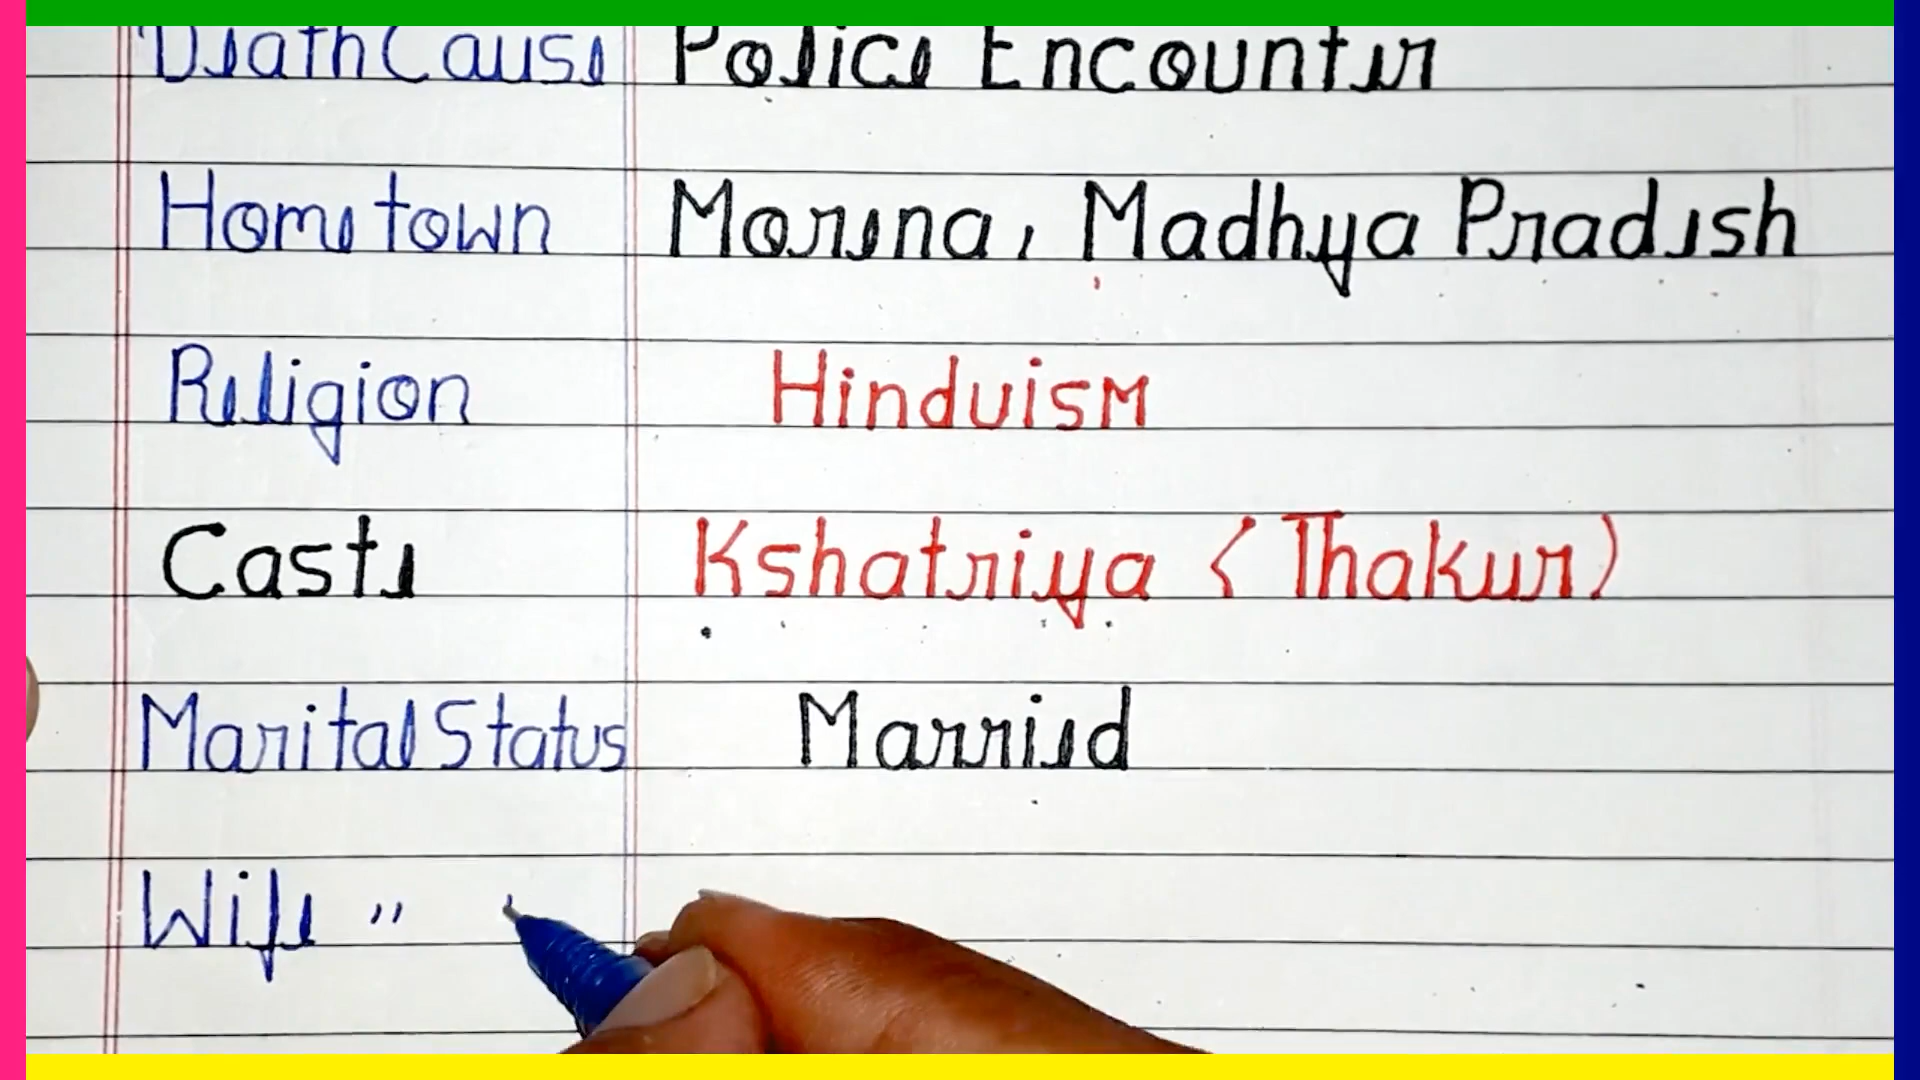 Death Cause Police Encounter
Hometown Morena, Madhya Pradesh
Religion Hinduism
Caste Kshatriya (Thakur)
Marital Status Married
Wife "